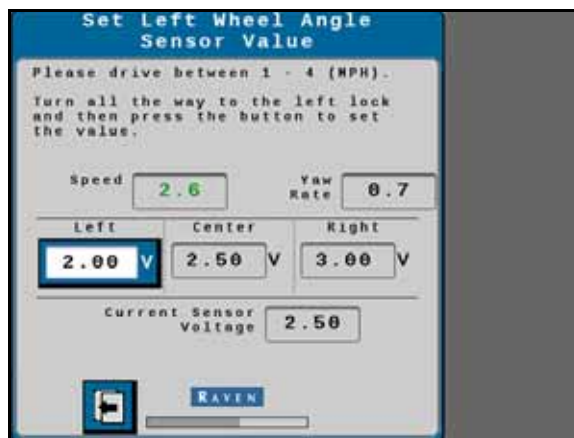 Set Left Wheel Angle
Sensor Value
Please drive between 1 - 4 (MPH).
Turn all the way to the left lock
and then press the button to set
the value.
Speed 2.6 Yaw Rate 0.7
Left Center Right
2.00 V 2.50 V 3.00 V
Current Sensor
Voltage 2.50
RAVEN